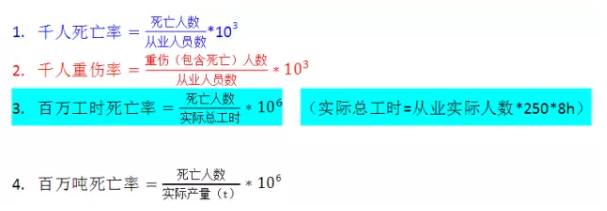 1. 千人死亡率＝死亡人数/从业人员数*10³
2. 千人重伤率＝重伤（包含死亡）人数/从业人员数*10³
3. 百万工时死亡率＝死亡人数/实际总工时*10⁶ （实际总工时=从业实际人数*250*8h）
4. 百万吨死亡率＝死亡人数/实际产量（t）*10⁶